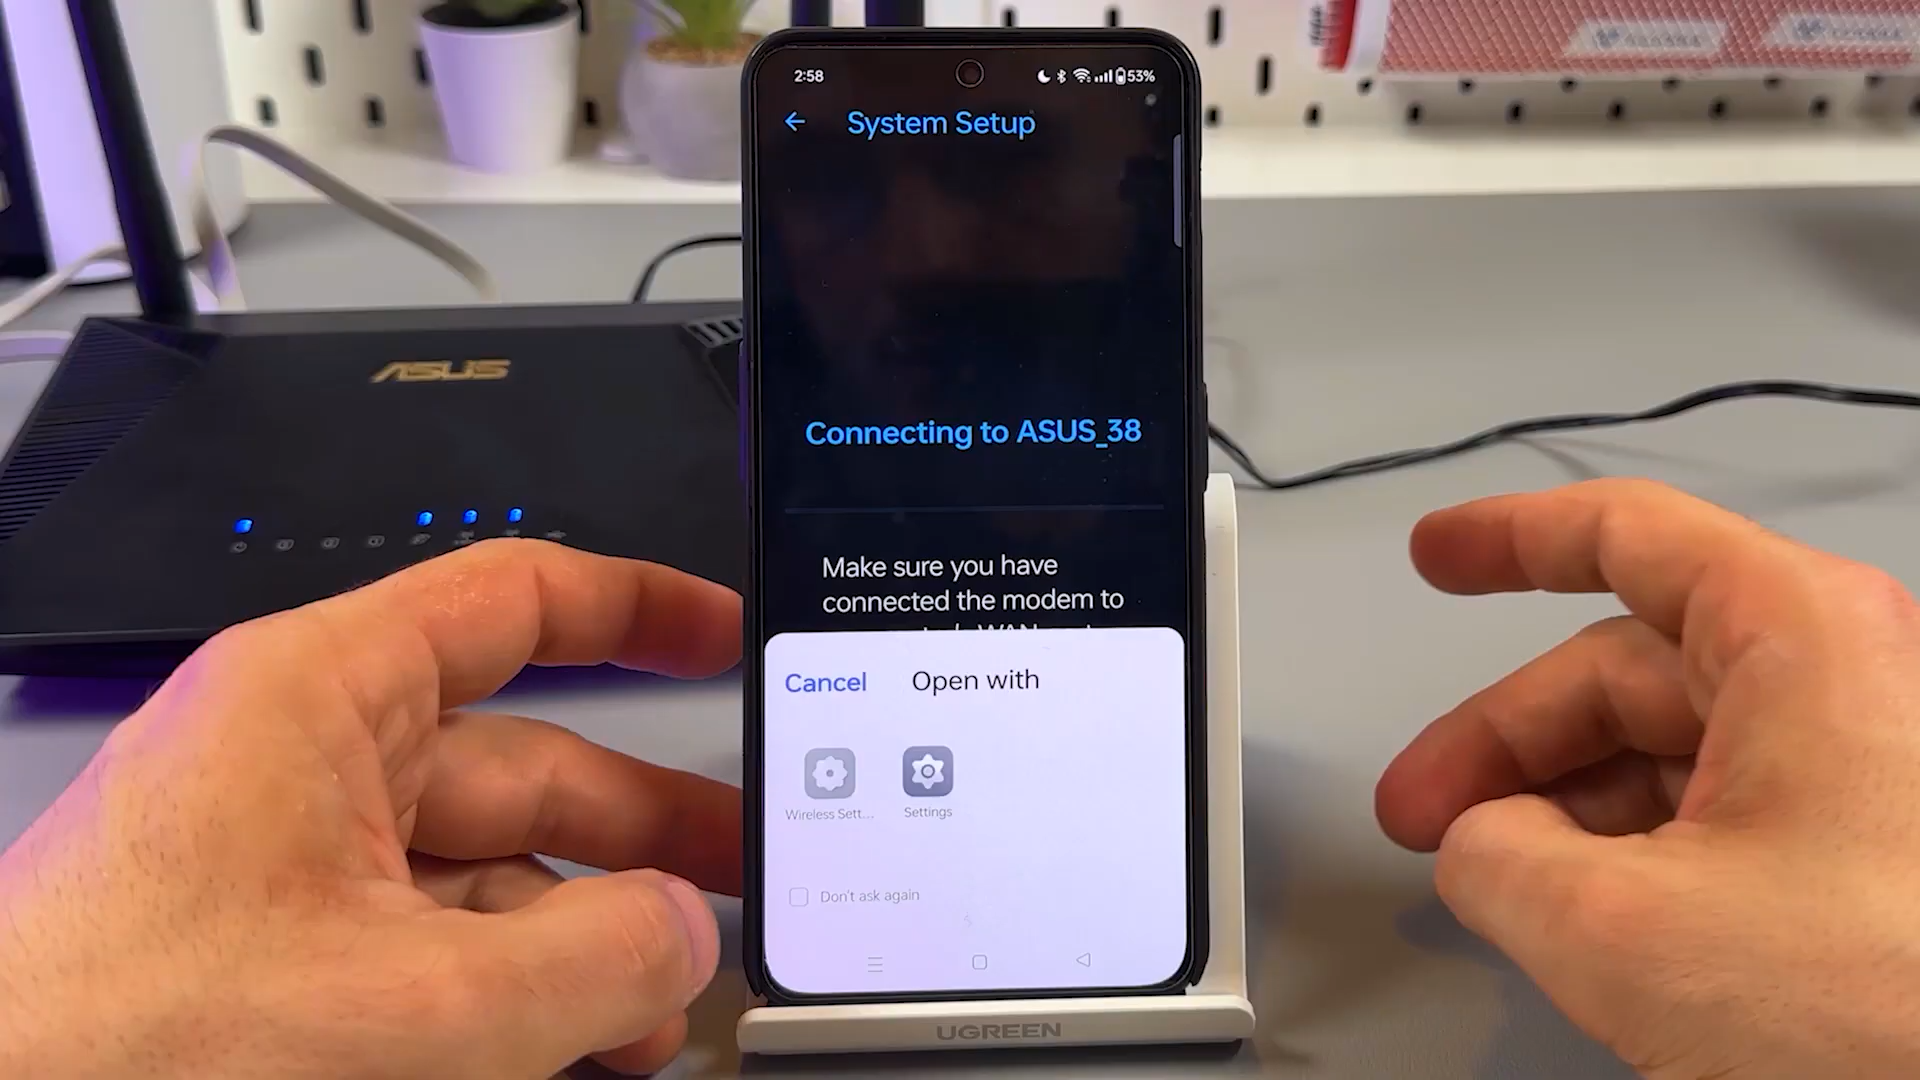 2:58
53%
System Setup
ASUS
Connecting to ASUS_38
Make sure you have
connected the modem to
Cancel
Open with
Wireless Sett...
Settings
Don't ask again
UGREEN